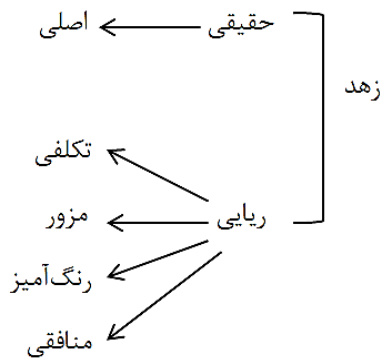 حقیقی اصلی
زهد
تکلفی
ریایی مزور
رنگ‌آمیز
منافقی